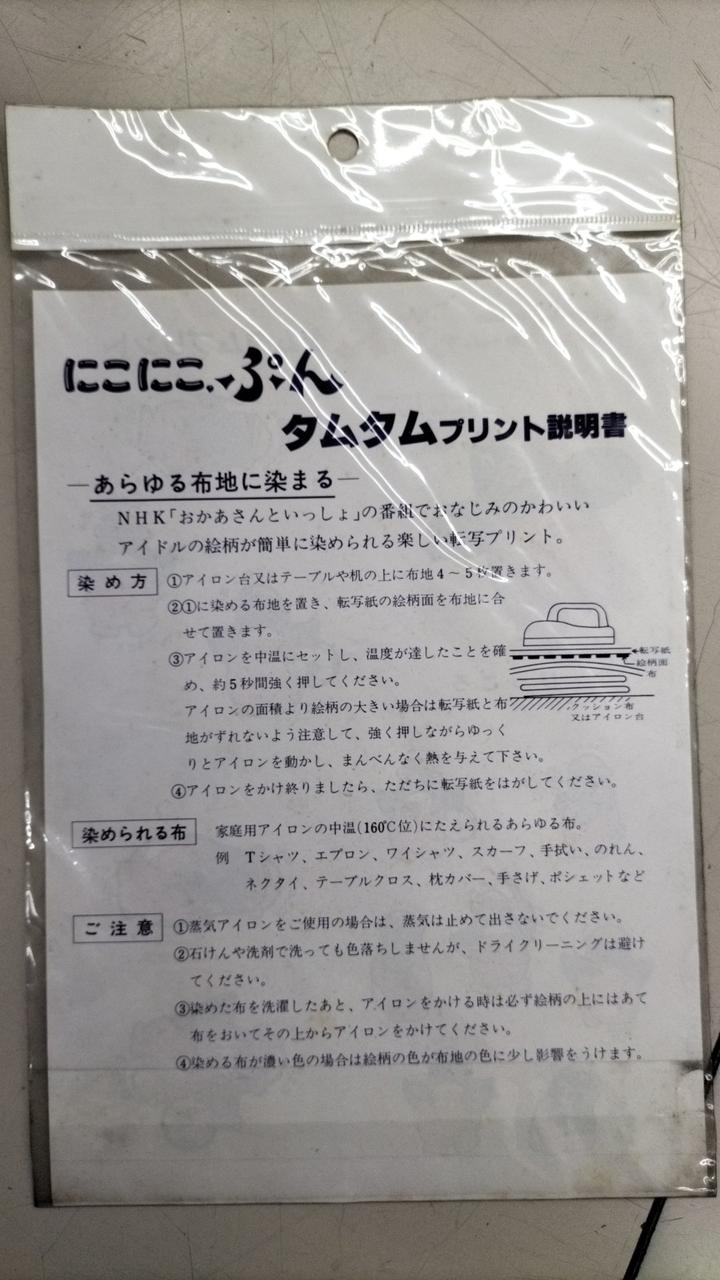 にこにこ、ぷん
タムタムプリント説明書
―あらゆる布地に染まる―
NHK「おかあさんといっしょ」の番組でおなじみのかわいい
アイドルの絵柄が簡単に染められる楽しい転写プリント。
染め方
①アイロン台又はテーブルや机の上に布地4～5枚置きます。
②①に染める布地を置き、転写紙の絵柄面を布地に合
せて置きます。
③アイロンを中温にセットし、温度が達したことを確
め、約5秒間強く押してください。
アイロンの面積より絵柄の大きい場合は転写紙と布
地がずれないよう注意して、強く押しながらゆっく
りとアイロンを動かし、まんべんなく熱を与えて下さい。
④アイロンをかけ終りましたら、ただちに転写紙をはがしてください。
転写紙
絵柄面
布
クッション布
又はアイロン台
染められる布
家庭用アイロンの中温(160℃位)にたえられるあらゆる布。
例 Tシャツ、エプロン、ワイシャツ、スカーフ、手拭い、のれん、
ネクタイ、テーブルクロス、枕カバー、手さげ、ポシェットなど
ご注意
①蒸気アイロンをご使用の場合は、蒸気は止めて出さないでください。
②石けんや洗剤で洗っても色落ちしませんが、ドライクリーニングは避け
てください。
③染めた布を洗濯したあと、アイロンをかける時は必ず絵柄の上にはあて
布をおいてその上からアイロンをかけてください。
④染める布が濃い色の場合は絵柄の色が布地の色に少し影響をうけます。